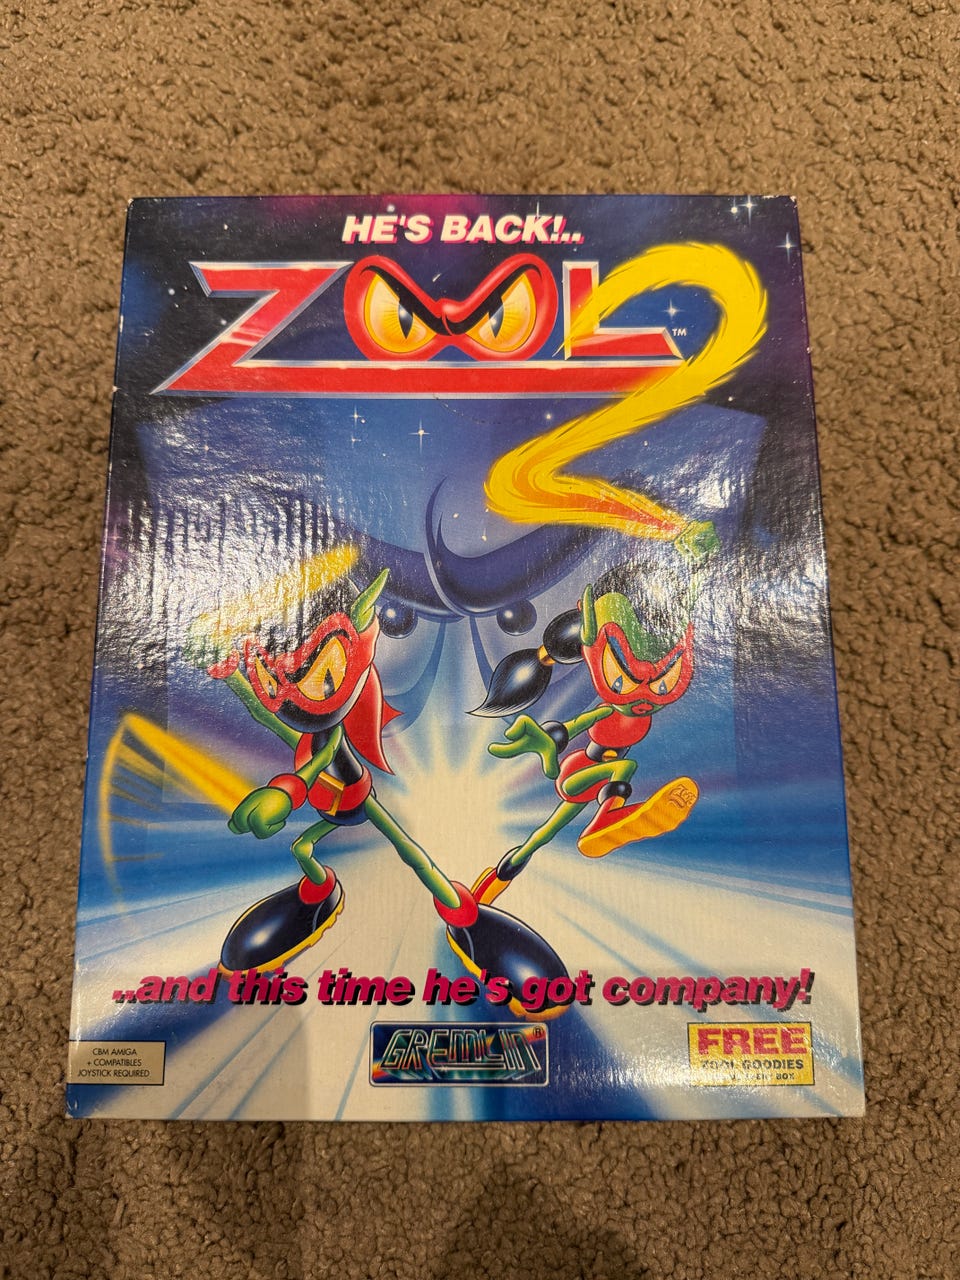 HE'S BACK!..
ZOOL 2
TM
..and this time he's got company!
CBM AMIGA
+ COMPATIBLES
JOYSTICK REQUIRED
GREMLIN ®
FREE
ZOOL GOODIES
BOX